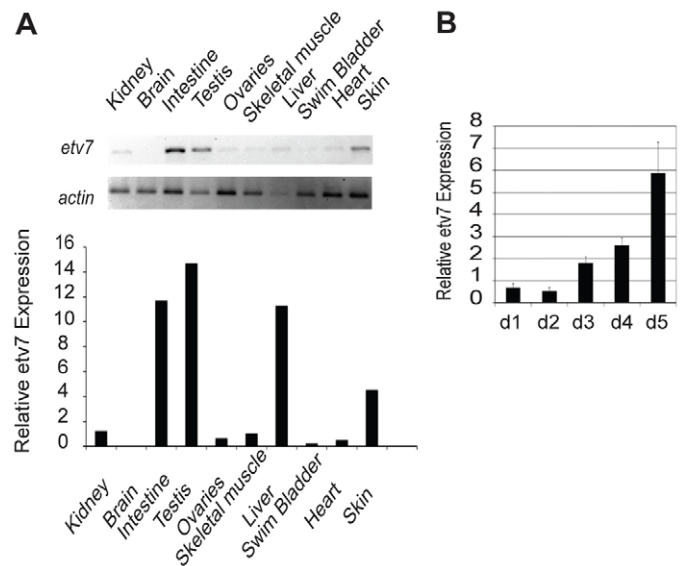 A
Kidney
Brain
Intestine
Testis
Ovaries
Skeletal muscle
Liver
Swim Bladder
Heart
Skin
etv7
actin
Relative etv7 Expression
16
14
12
10
8
6
4
2
0
Kidney
Brain
Intestine
Testis
Ovaries
Skeletal muscle
Liver
Swim Bladder
Heart
Skin
B
Relative etv7 Expression
8
7
6
5
4
3
2
1
0
d1 d2 d3 d4 d5